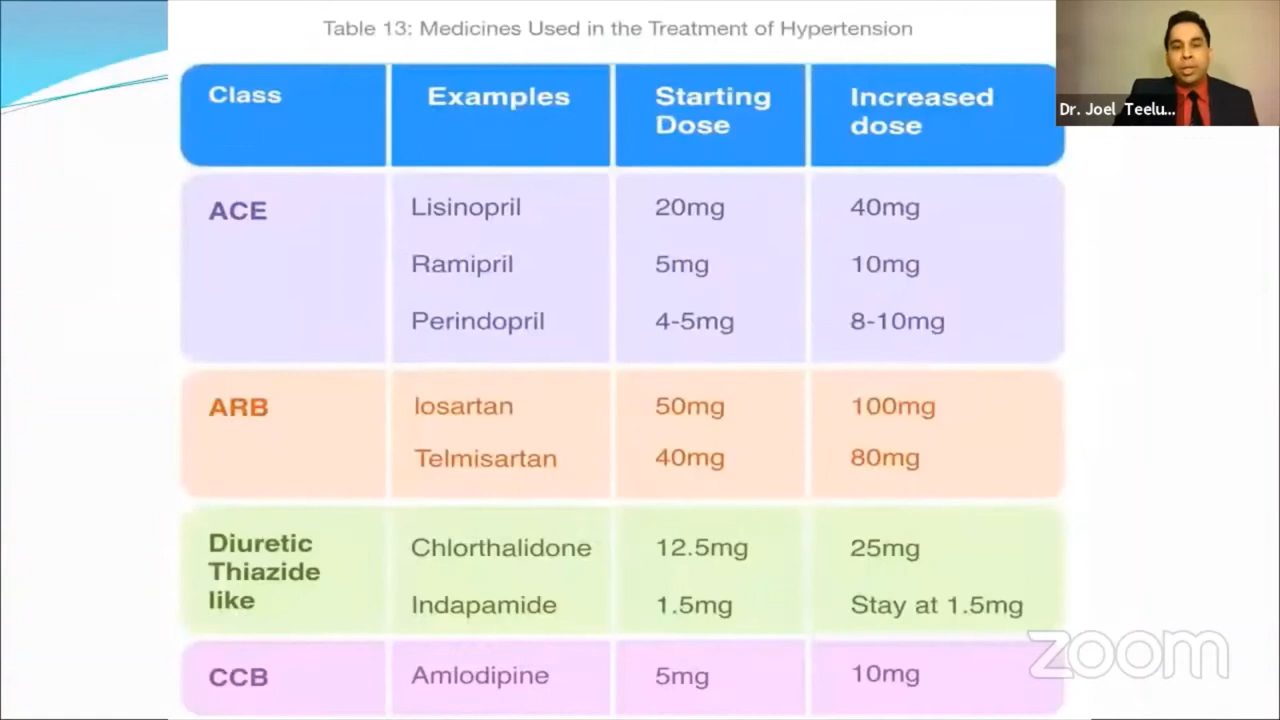 Table 13: Medicines Used in the Treatment of Hypertension
Dr. Joel Teelu...
Class Examples Starting Dose Increased dose
ACE Lisinopril 20mg 40mg
Ramipril 5mg 10mg
Perindopril 4-5mg 8-10mg
ARB losartan 50mg 100mg
Telmisartan 40mg 80mg
Diuretic Thiazide like Chlorthalidone 12.5mg 25mg
Indapamide 1.5mg Stay at 1.5mg
CCB Amlodipine 5mg 10mg
zoom